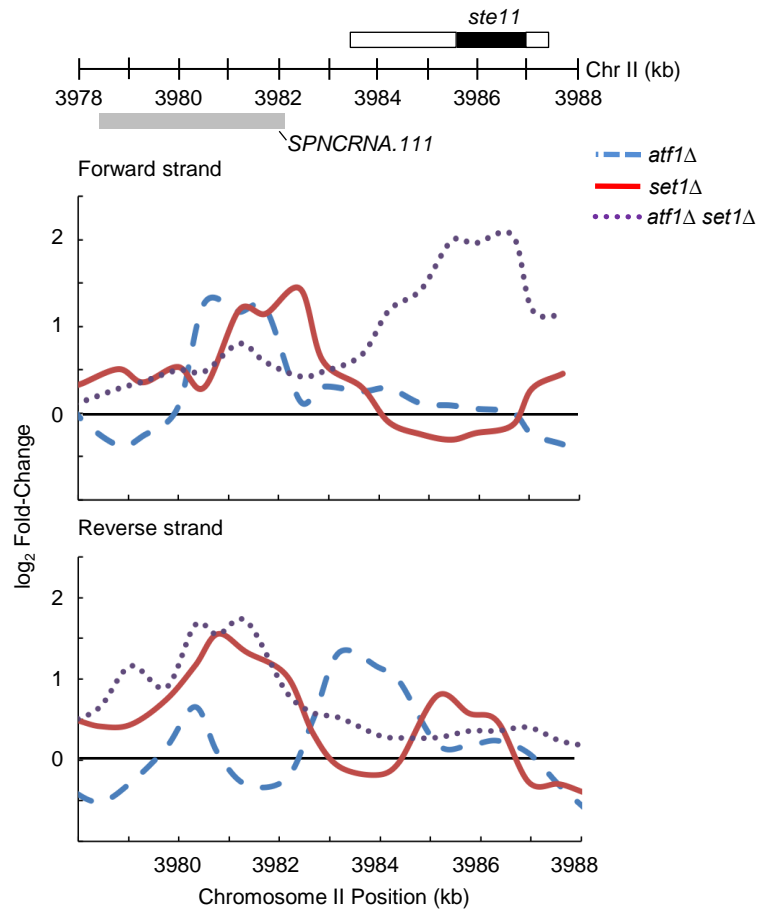 ste11
Chr II (kb)
3978 3980 3982 3984 3986 3988
SPNCRNA.111
Forward strand
atf1Δ
set1Δ
atf1Δ set1Δ
2
1
0
log2 Fold-Change
Reverse strand
2
1
0
3980 3982 3984 3986 3988
Chromosome II Position (kb)